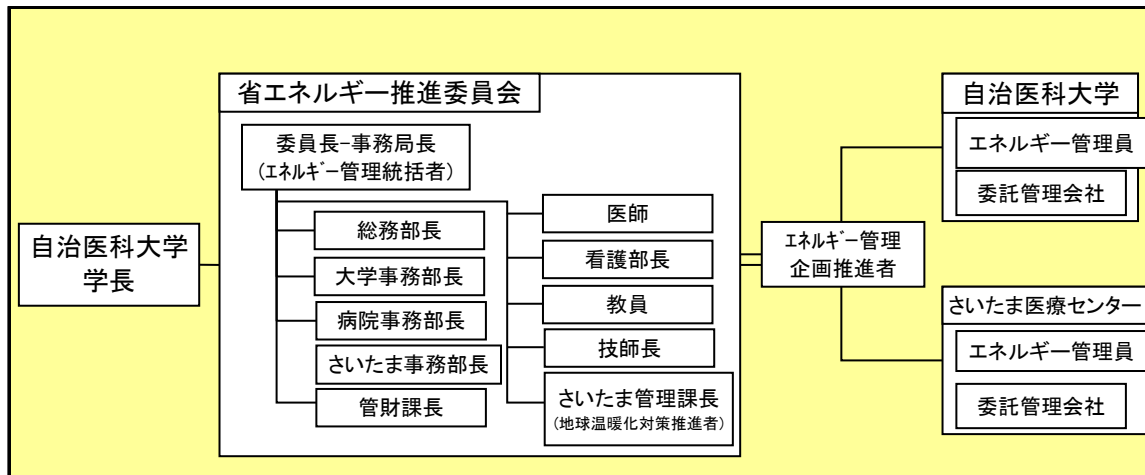 自治医科大学
学長
省エネルギー推進委員会
委員長-事務局長
(ｴﾈﾙｷﾞｰ管理統括者)
総務部長
大学事務部長
病院事務部長
さいたま事務部長
管財課長
医師
看護部長
教員
技師長
さいたま管理課長
(地球温暖化対策推進者)
ｴﾈﾙｷﾞｰ管理
企画推進者
自治医科大学
エネルギー管理員
委託管理会社
さいたま医療センター
エネルギー管理員
委託管理会社